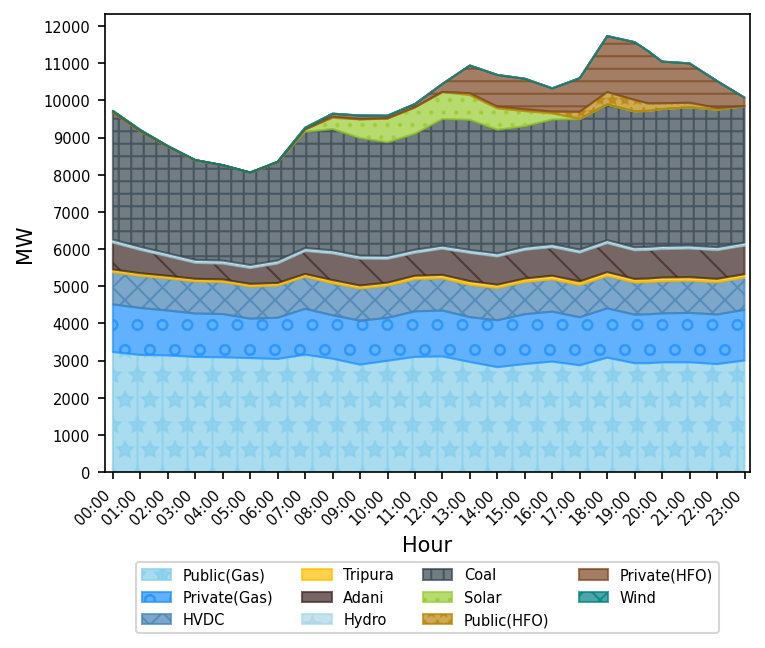 12000
11000
10000
9000
8000
7000
6000
5000
4000
3000
2000
1000
0
MW
00:00 01:00 02:00 03:00 04:00 05:00 06:00 07:00 08:00 09:00 10:00 11:00 12:00 13:00 14:00 15:00 16:00 17:00 18:00 19:00 20:00 21:00 22:00 23:00
Hour
Public(Gas) Tripura Coal Private(HFO)
Private(Gas) Adani Solar Wind
HVDC Hydro Public(HFO)